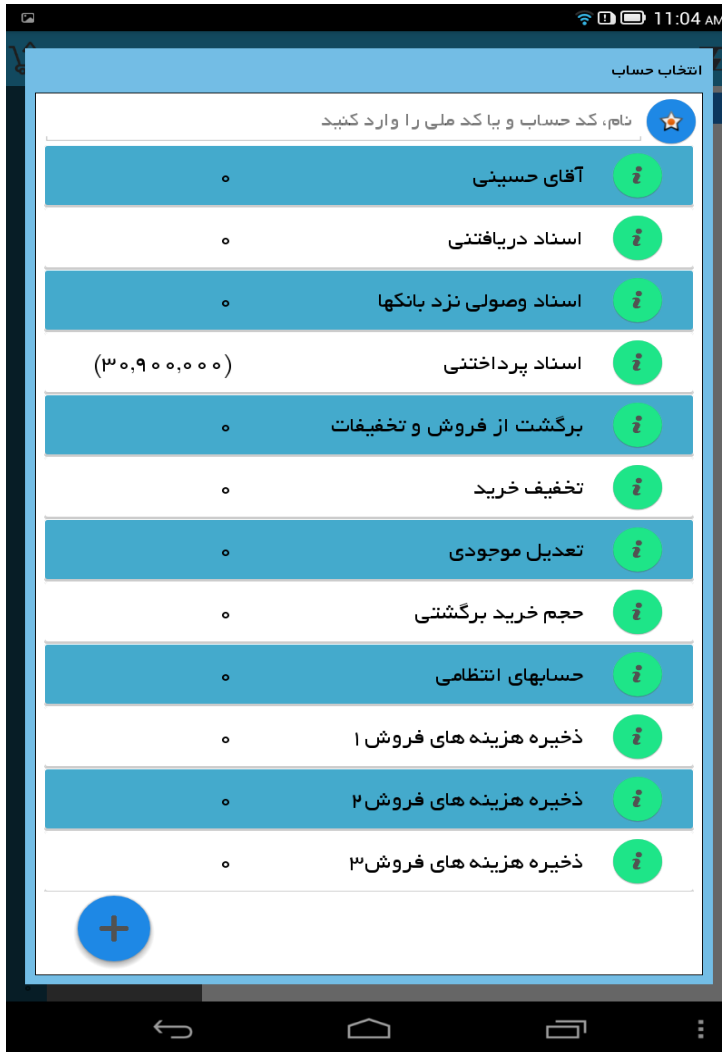 11:04 AM
انتخاب حساب
نام، کد حساب و یا کد ملی را وارد کنید
آقای حسینی ۰
اسناد دریافتنی ۰
اسناد وصولی نزد بانکها ۰
اسناد پرداختنی (۳۰,۹۰۰,۰۰۰)
برگشت از فروش و تخفیفات ۰
تخفیف خرید ۰
تعدیل موجودی ۰
حجم خرید برگشتی ۰
حسابهای انتظامی ۰
ذخیره هزینه های فروش ۱ ۰
ذخیره هزینه های فروش۲ ۰
ذخیره هزینه های فروش۳ ۰